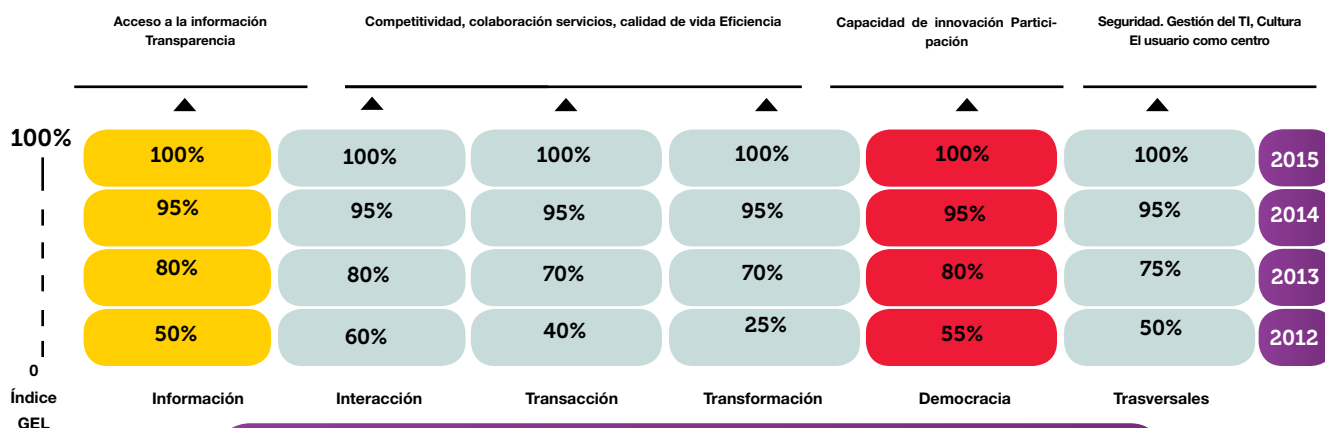 Acceso a la información
Transparencia
Competitividad, colaboración servicios, calidad de vida Eficiencia
Capacidad de innovación Partici-
pación
Seguridad. Gestión del TI, Cultura
El usuario como centro
100%
100% 100% 100% 100% 100% 100% 2015
95% 95% 95% 95% 95% 95% 2014
80% 80% 70% 70% 80% 75% 2013
50% 60% 40% 25% 55% 50% 2012
0
Índice
GEL
Información Interacción Transacción Transformación Democracia Trasversales